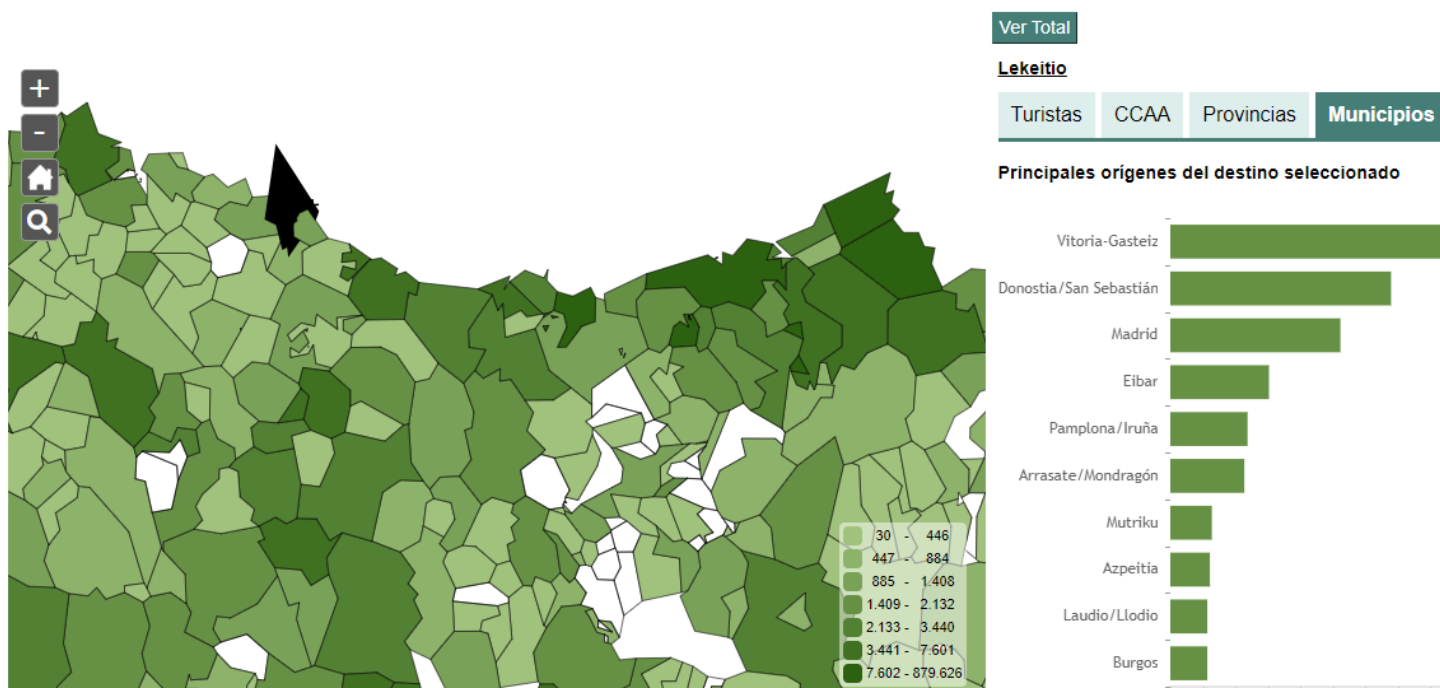 +
-
30 - 446
447 - 884
885 - 1.408
1.409 - 2.132
2.133 - 3.440
3.441 - 7.601
7.602 - 879.626
Ver Total
Lekeitio
Turistas CCAA Provincias Municipios
Principales orígenes del destino seleccionado
Vitoria-Gasteiz
Donostia/San Sebastián
Madrid
Eibar
Pamplona/Iruña
Arrasate/Mondragón
Mutriku
Azpeitia
Laudio/Llodio
Burgos